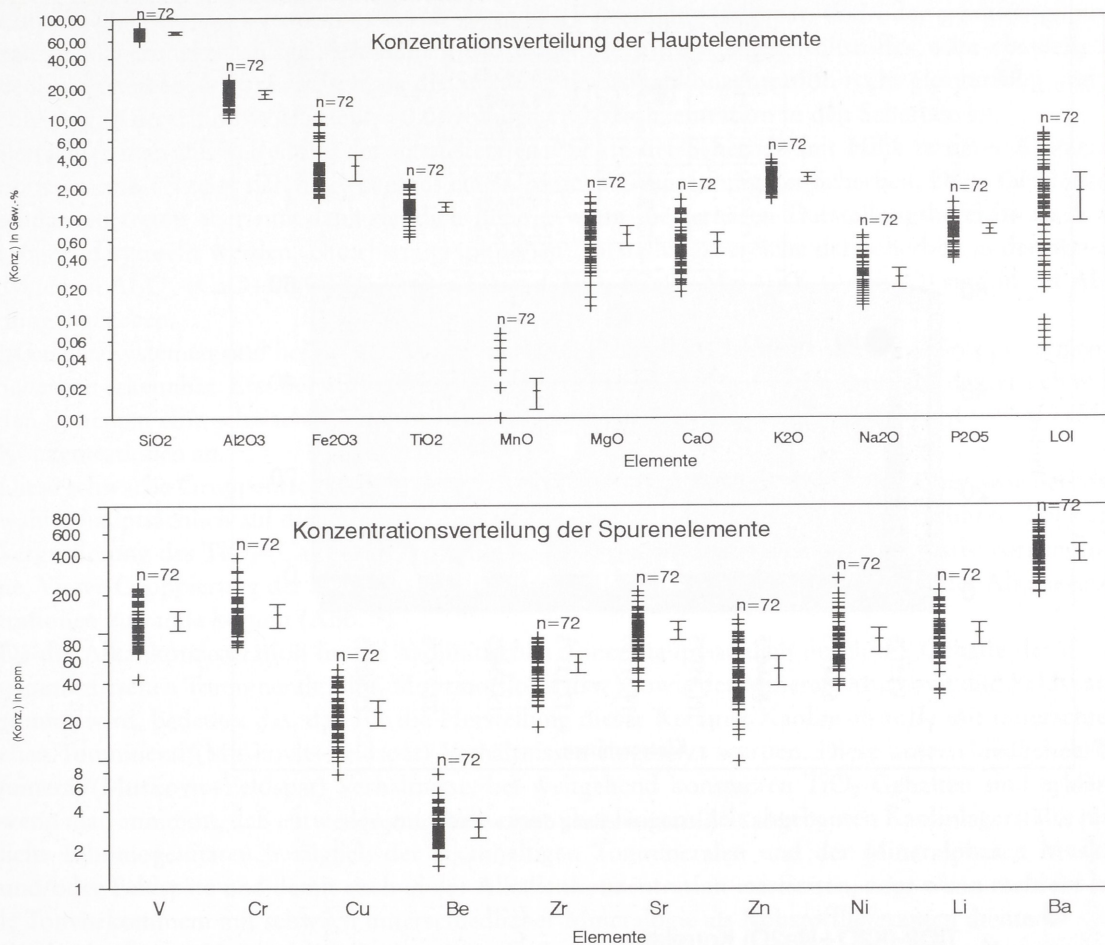 Konzentrationsverteilung der Hauptelenemente
(Konz.) in Gew.-%
100,00
60,00
40,00
20,00
10,00
6,00
4,00
2,00
1,00
0,60
0,40
0,20
0,10
0,06
0,04
0,02
0,01
n=72
n=72
n=72
n=72
n=72
n=72
n=72
n=72
n=72
n=72
n=72
SiO2 Al2O3 Fe2O3 TiO2 MnO MgO CaO K2O Na2O P2O5 LOI
Elemente
Konzentrationsverteilung der Spurenelemente
(Konz.) in ppm
800
400
200
80
60
40
20
8
4
2
1
n=72
n=72
n=72
n=72
n=72
n=72
n=72
n=72
n=72
n=72
V Cr Cu Be Zr Sr Zn Ni Li Ba
Elemente